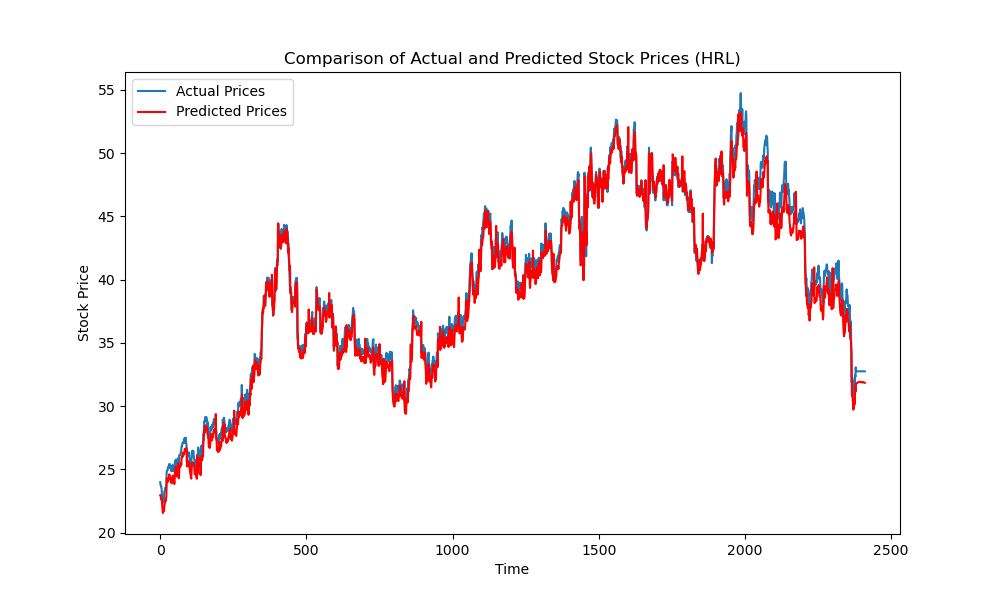 Comparison of Actual and Predicted Stock Prices (HRL)
Actual Prices
Predicted Prices
Stock Price
55
50
45
40
35
30
25
20
0
500
1000
1500
2000
2500
Time